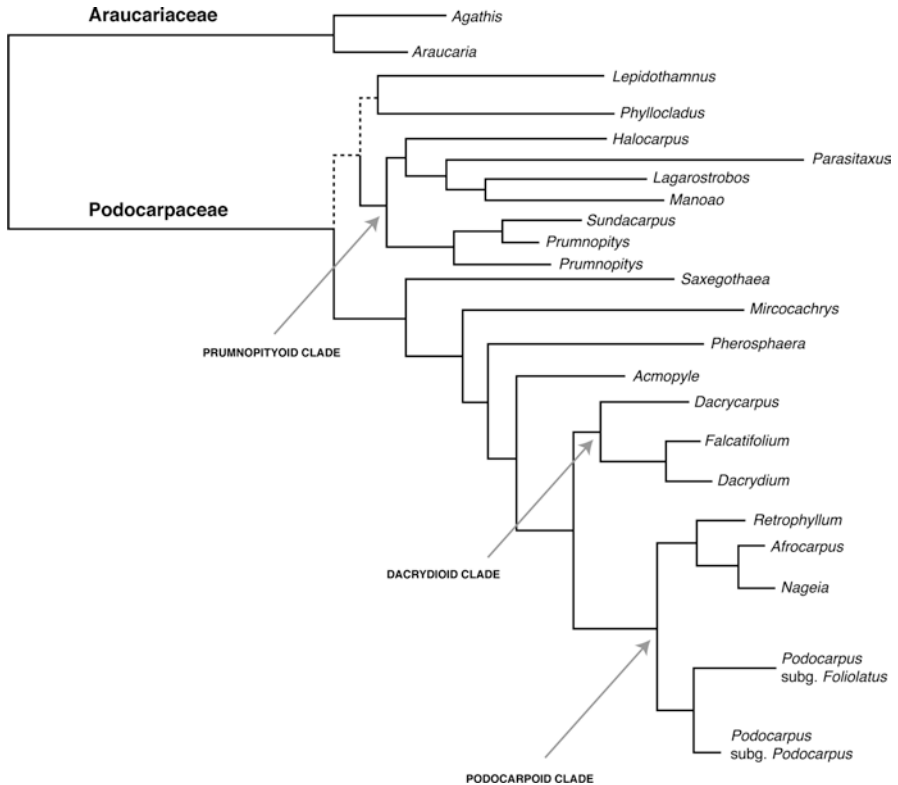 Araucariaceae
Agathis
Araucaria
Lepidothamnus
Phyllocladus
Halocarpus
Parasitaxus
Lagarostrobos
Manoao
Podocarpaceae
Sundacarpus
Prumnopitys
Prumnopitys
Saxegothaea
Mircocachrys
PRUMNOPITYOID CLADE
Pherosphaera
Acmopyle
Dacrycarpus
Falcatifolium
Dacrydium
Retrophyllum
Afrocarpus
DACRYDIOID CLADE
Nageia
Podocarpus
subg. Foliolatus
Podocarpus
subg. Podocarpus
PODOCARPOID CLADE